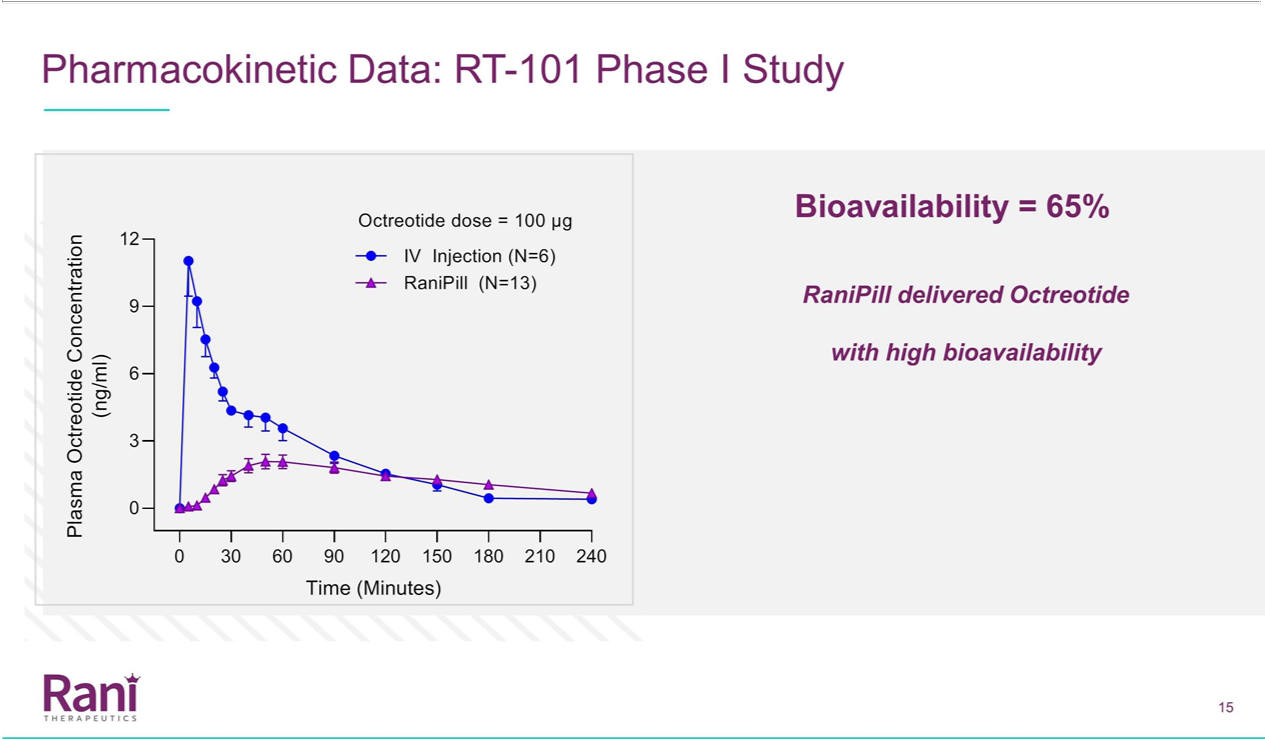 Pharmacokinetic Data: RT-101 Phase I Study
Octreotide dose = 100 µg
IV Injection (N=6)
RaniPill (N=13)
Plasma Octreotide Concentration
(ng/ml)
12
9
6
3
0
0 30 60 90 120 150 180 210 240
Time (Minutes)
Bioavailability = 65%
RaniPill delivered Octreotide
with high bioavailability
Rani
THERAPEUTICS
15